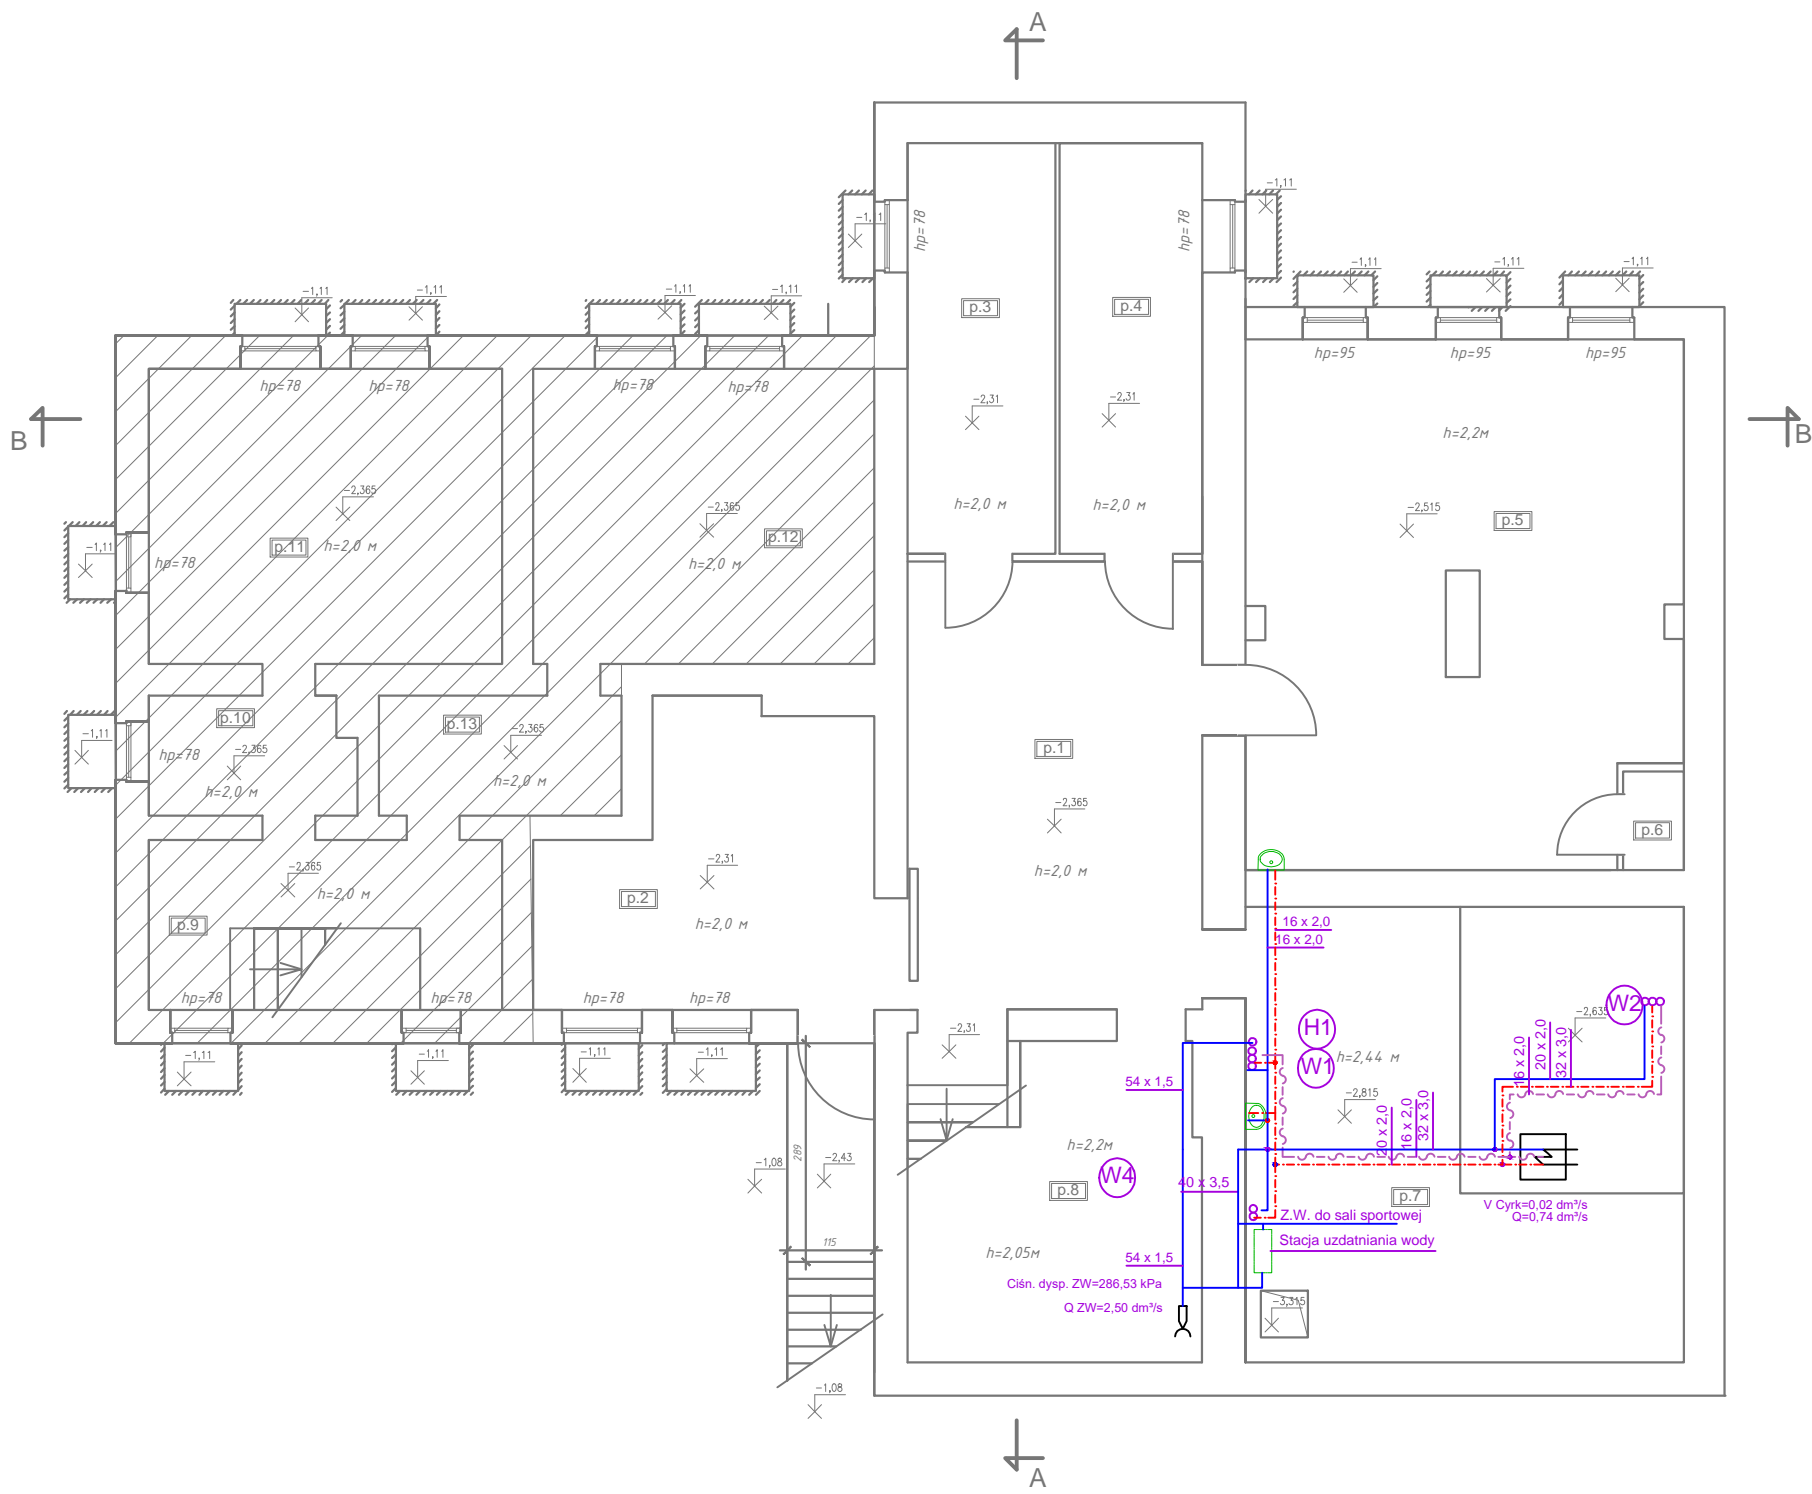 A
-1,11
-1,11
hp=78
hp=78
-1,11
-1,11
-1,11
-1,11
-1,11
-1,11
-1,11
p.3
p.4
hp=95
hp=95
hp=95
hp=78
hp=78
hp=78
hp=78
-2,31
-2,31
B
B
h=2,2м
-2,365
-2,365
h=2,0 м
h=2,0 м
-2,515
p.5
p.11
h=2,0 м
p.12
-1,11
hp=78
h=2,0 м
p.10
p.13
-2,365
-1,11
hp=78
-2,365
p.1
h=2,0 м
h=2,0 м
-2,365
p.6
-2,365
h=2,0 м
-2,31
h=2,0 м
p.2
p.9
h=2,0 м
16 x 2,0
16 x 2,0
hp=78
hp=78
hp=78
hp=78
W2
-2,635
-2,31
H1
h=2,44 м
W1
16 x 2,0
20 x 2,0
32 x 3,0
-1,11
-1,11
-1,11
-1,11
54 x 1,5
-2,815
20 x 2,0
16 x 2,0
32 x 3,0
289
h=2,2м
-1,08
-2,43
W4
40 x 3,5
p.8
p.7
V Cyrk=0,02 dm³/s
Q=0,74 dm³/s
Z.W. do sali sportowej
115
h=2,05м
54 x 1,5
Stacja uzdatniania wody
Ciśn. dysp. ZW=286,53 kPa
Q ZW=2,50 dm³/s
-3,315
-1,08
A